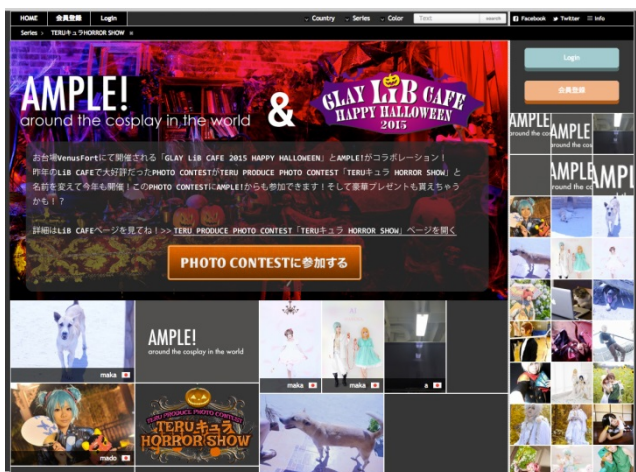 HOME 会員登録 Login
Country Series Color Text search
Facebook Twitter Info
Series > TERUキュラHORROR SHOW
Login
会員登録
AMPLE!
around the cosplay in the world
&
GLAY LiB CAFE
HAPPY HALLOWEEN
2015
お台場VenusFortにて開催される「GLAY LiB CAFE 2015 HAPPY HALLOWEEN」とAMPLE!がコラボレーション！
昨年のLiB CAFEで大好評だったPHOTO CONTESTがTERU PRODUCE PHOTO CONTEST「TERUキュラ HORROR SHOW」と
名前を変えて今年も開催！このPHOTO CONTESTにAMPLE!からも参加できます！そして豪華プレゼントも貰えちゃう
かも！？
詳細はLiB CAFEページを見てね！>> TERU PRODUCE PHOTO CONTEST「TERUキュラ HORROR SHOW」ページを開く
PHOTO CONTESTに参加する
AMPLE!
around the cos
AMPLE!
around the co
AMPLE!
around the co
AMPL
maka
AMPLE!
around the cosplay in the world
maka
maka
a
mado
TERU PRODUCE PHOTO CONTEST
TERUキュラ
HORROR SHOW